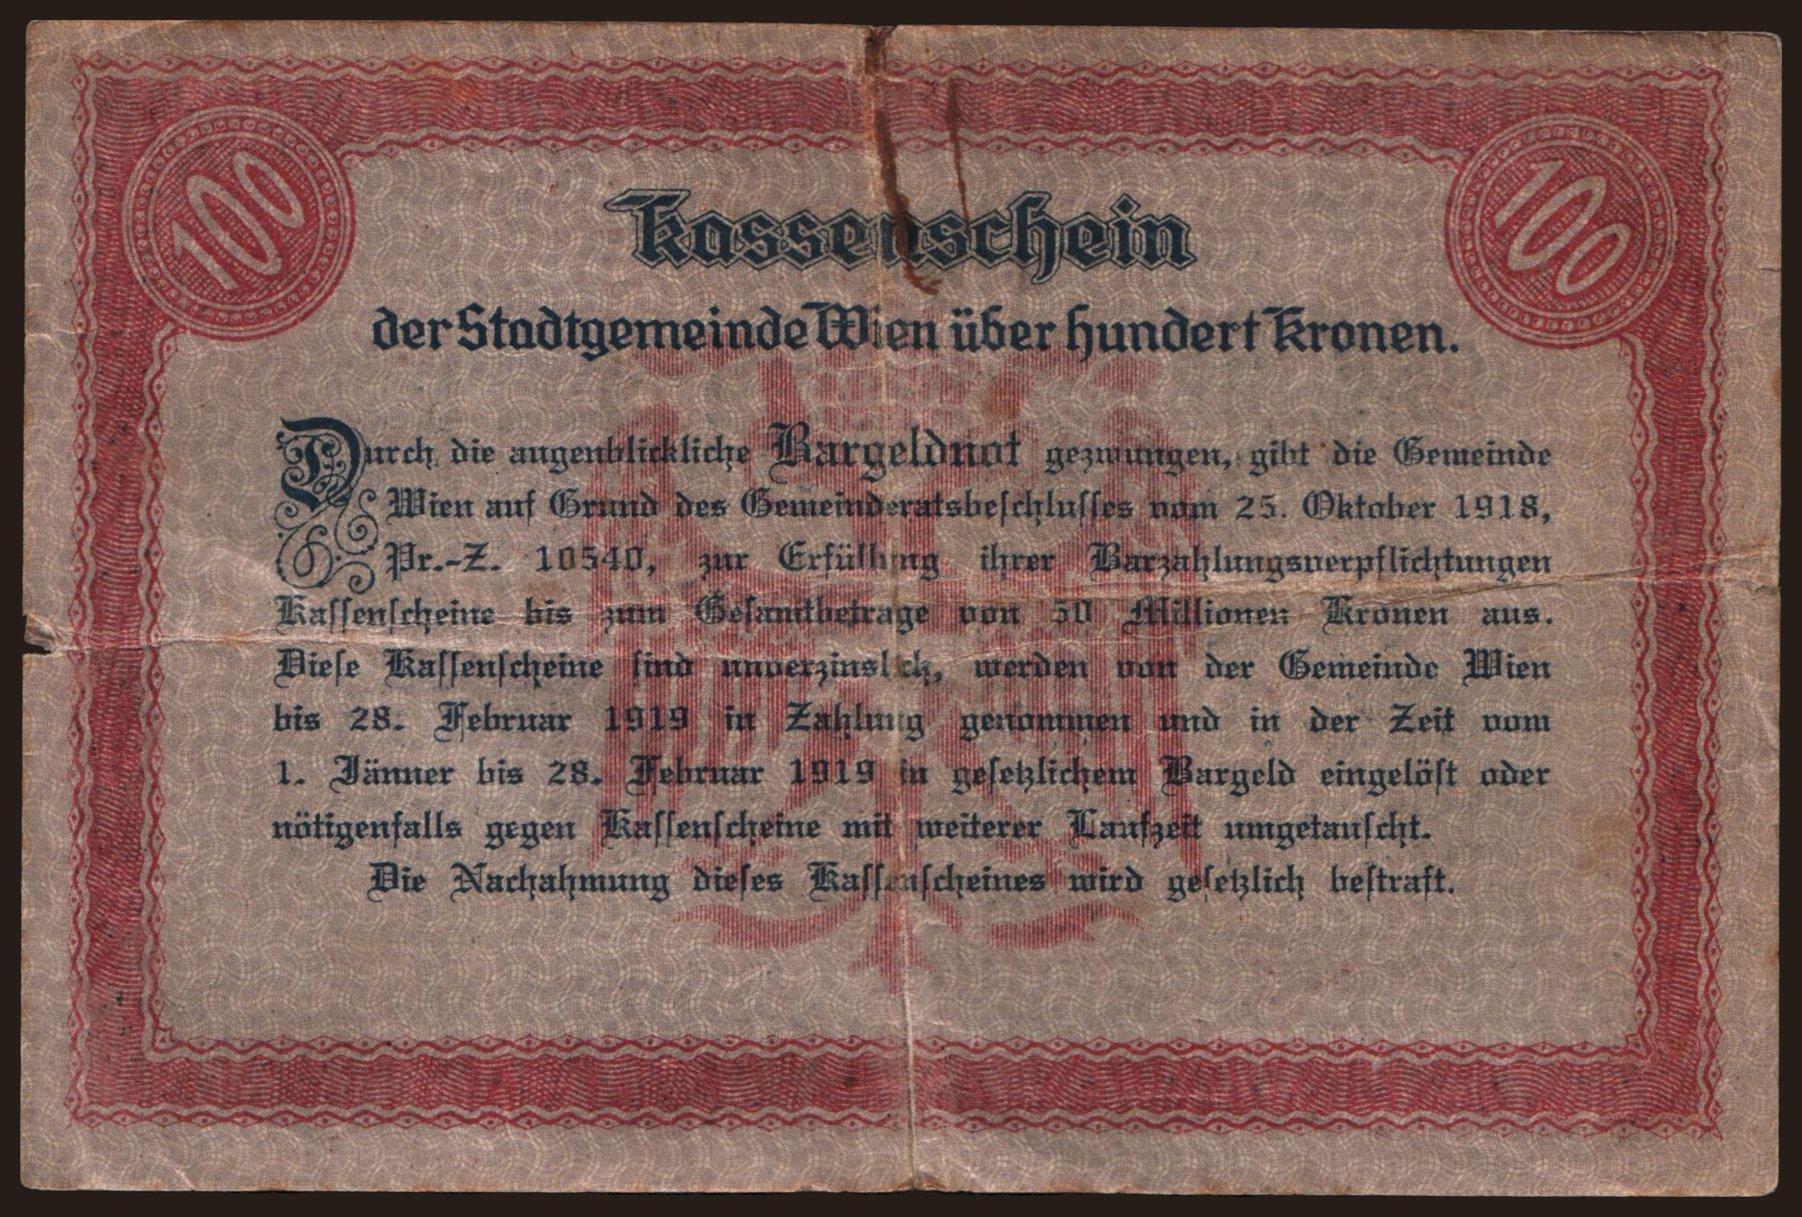 100
100
Kassenschein
der Stadtgemeinde Wien über hundert Kronen.
Durch die augenblickliche Bargeldnot gezwungen, gibt die Gemeinde
Wien auf Grund des Gemeinderatsbeschlusses vom 25. Oktober 1918,
Pr.-Z. 10540, zur Erfüllung ihrer Barzahlungsverpflichtungen
Kassenscheine bis zum Gesamtbetrage von 50 Millionen Kronen aus.
Diese Kassenscheine sind unverzinslich, werden von der Gemeinde Wien
bis 28. Februar 1919 in Zahlung genommen und in der Zeit vom
1. Jänner bis 28. Februar 1919 in gesetzlichem Bargeld eingelöst oder
nötigenfalls gegen Kassenscheine mit weiterer Laufzeit umgetauscht.
Die Nachahmung dieses Kassenscheines wird gesetzlich bestraft.